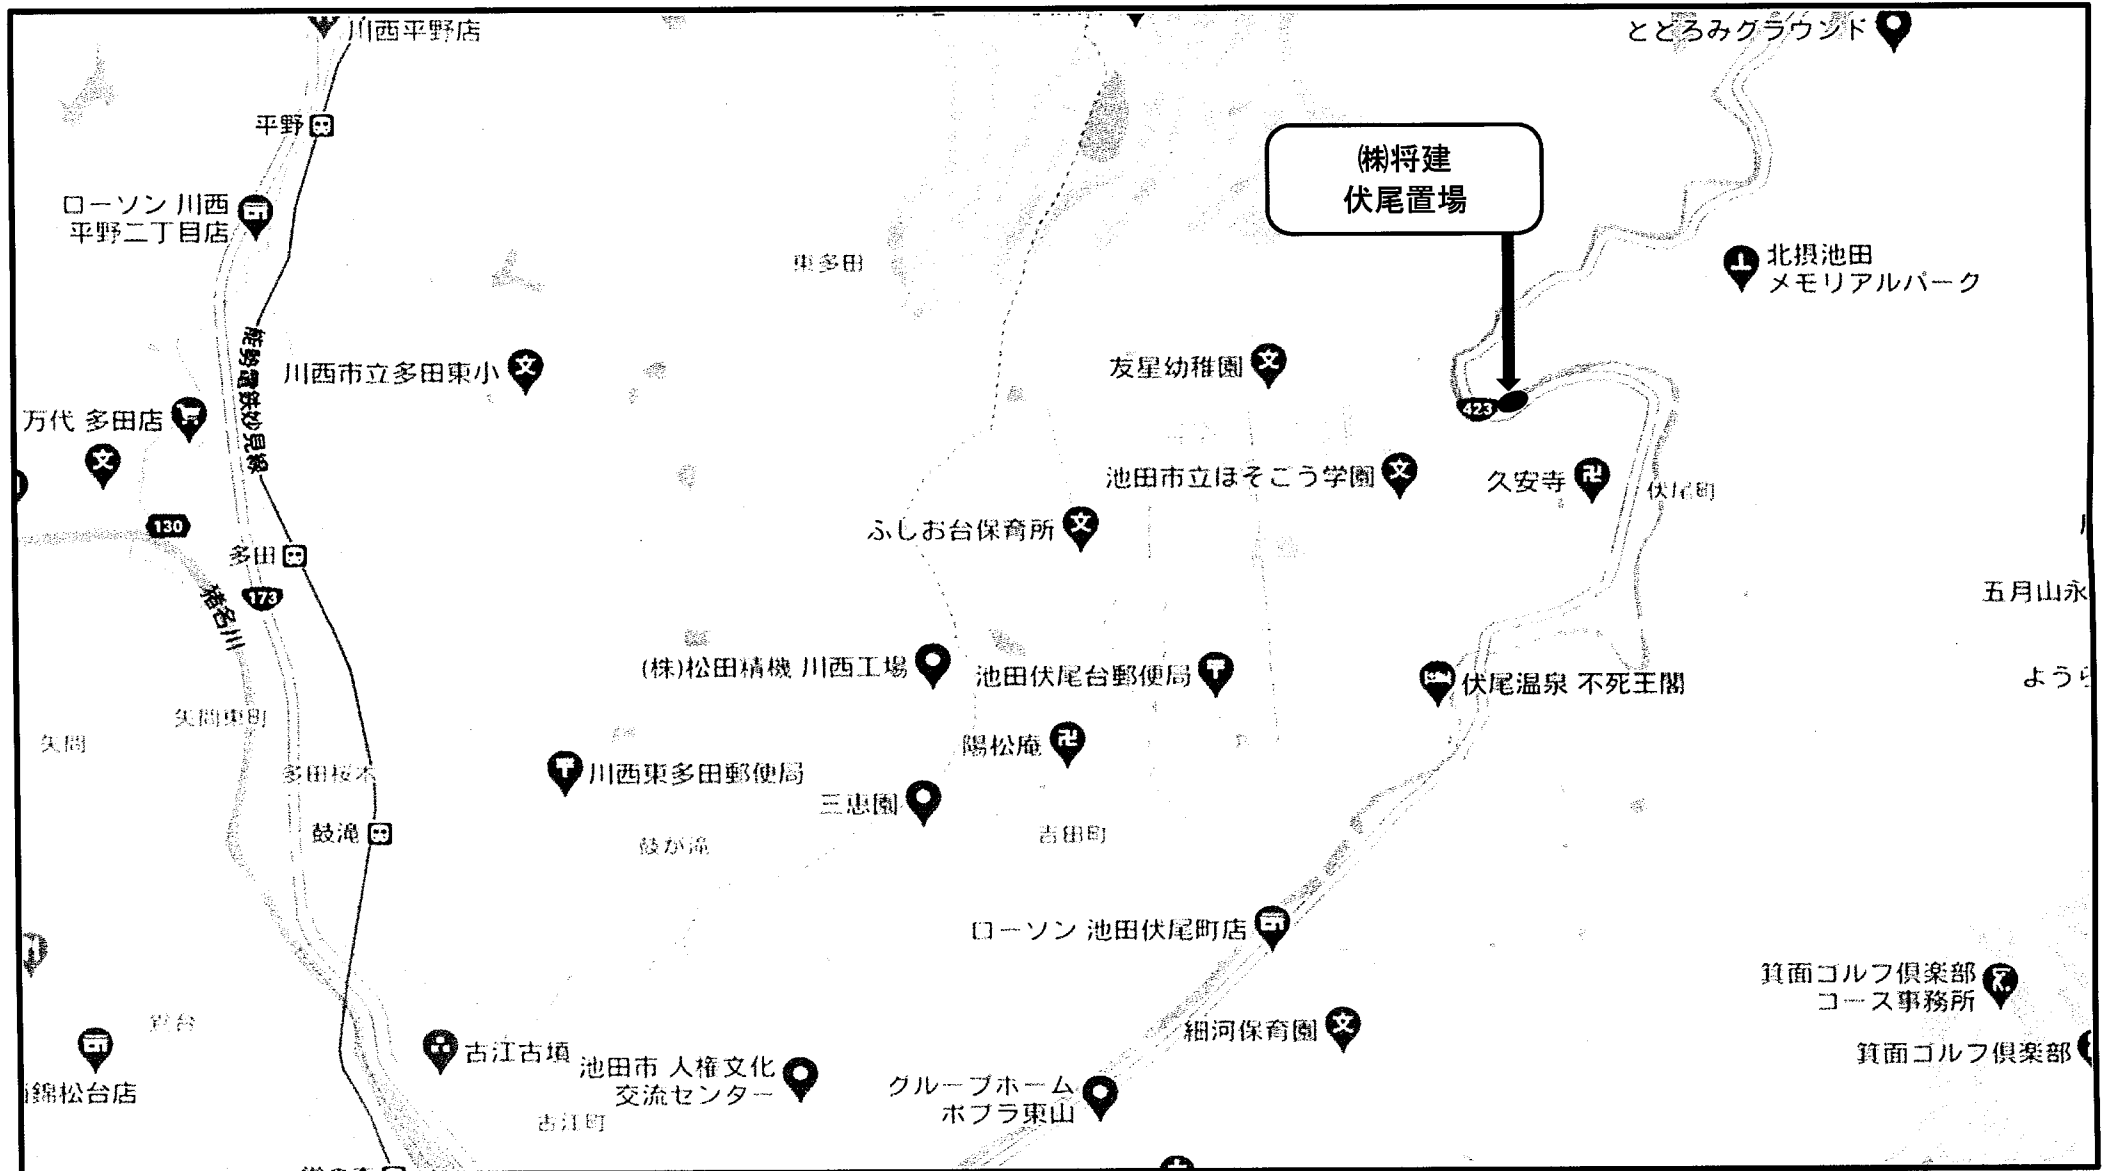 川西平野店
ととろみグラウンド
平野
㈱将建
伏尾置場
ローソン 川西
平野二丁目店
東多田
北摂池田
メモリアルパーク
能勢電鉄妙見線
川西市立多田東小
友星幼稚園
423
万代 多田店
池田市立ほそごう学園
久安寺
伏尾町
130
ふしお台保育所
多田
173
猪名川
五月山永
(株)松田精機 川西工場
池田伏尾台郵便局
伏尾温泉 不死王閣
ようら
矢問東町
矢問
陽松庵
多田桜木
川西東多田郵便局
三恵園
鼓滝
鼓が滝
吉田町
ローソン 池田伏尾町店
箕面ゴルフ倶楽部
コース事務所
萩台
細河保育園
古江古墳
池田市 人権文化
交流センター
箕面ゴルフ倶楽部
錦松台店
グループホーム
ポプラ東山
古江町